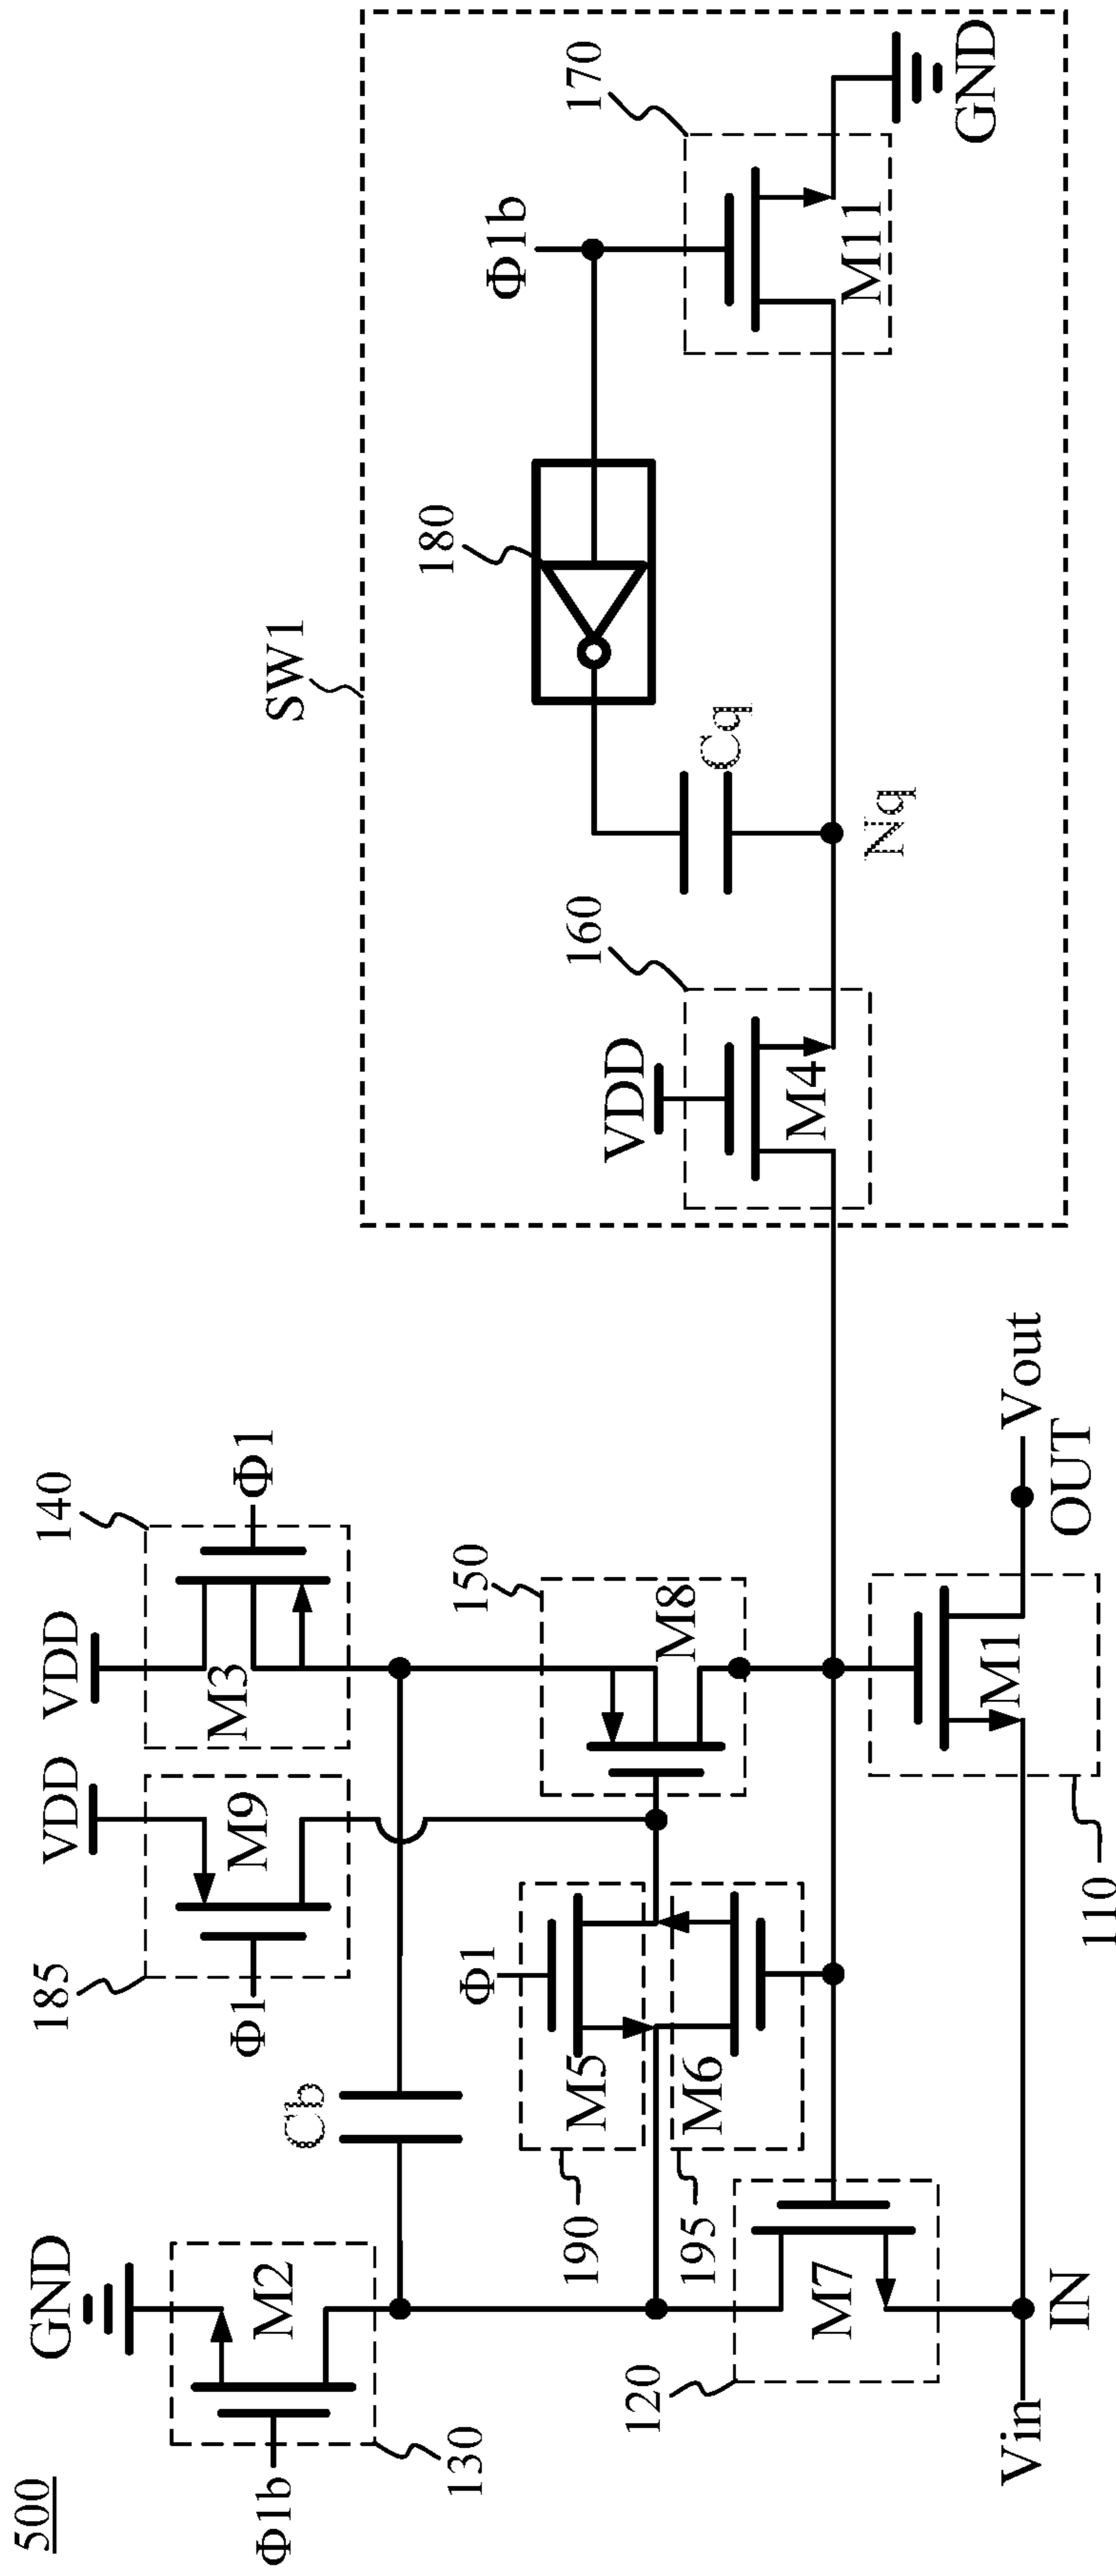 500
GND
VDD
VDD
Φ1b
130
M2
Cb
185
Φ1
M9
M3
140
Φ1
SW1
Φ1
190
M5
195
M6
150
M8
120
M7
VDD
160
M4
Cq
Nq
180
Φ1b
170
M11
GND
Vin
IN
110
M1
Vout
OUT